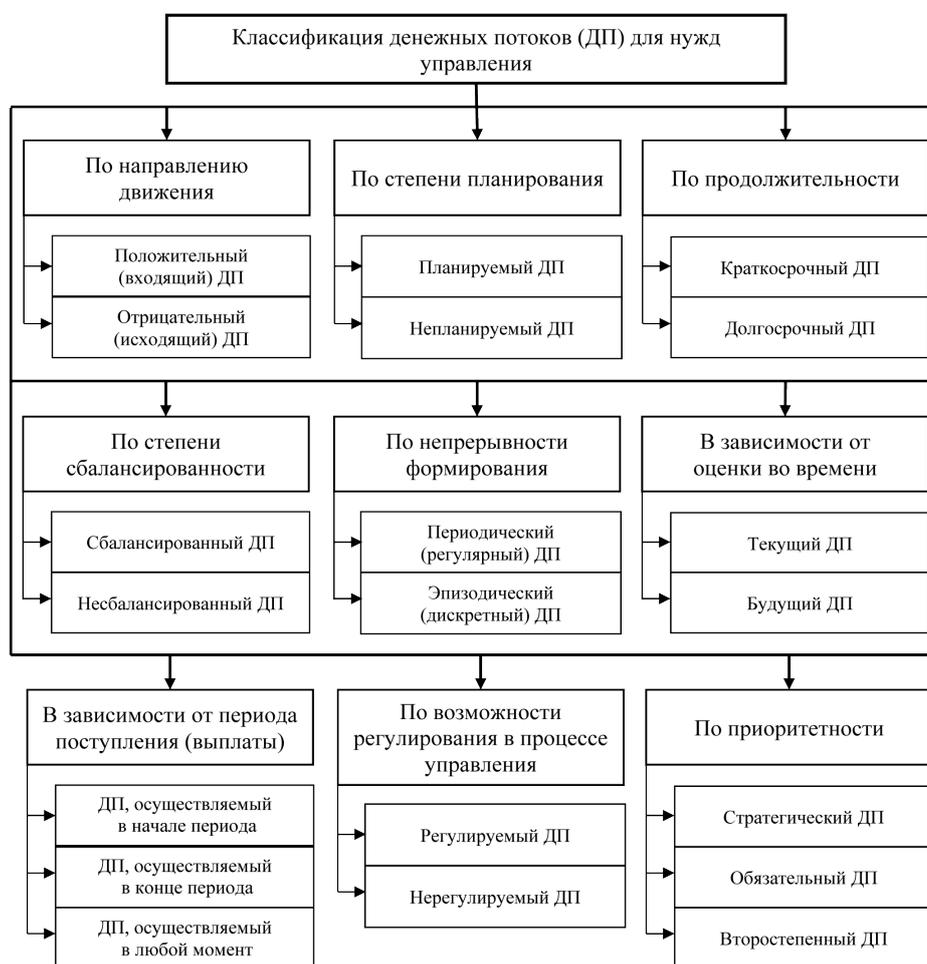 Классификация денежных потоков (ДП) для нужд
управления
По направлению
движения
Положительный
(входящий) ДП
Отрицательный
(исходящий) ДП
По степени планирования
Планируемый ДП
Непланируемый ДП
По продолжительности
Краткосрочный ДП
Долгосрочный ДП
По степени
сбалансированности
Сбалансированный ДП
Несбалансированный ДП
По непрерывности
формирования
Периодический
(регулярный) ДП
Эпизодический
(дискретный) ДП
В зависимости от
оценки во времени
Текущий ДП
Будущий ДП
В зависимости от периода
поступления (выплаты)
ДП, осуществляемый
в начале периода
ДП, осуществляемый
в конце периода
ДП, осуществляемый
в любой момент
По возможности
регулирования в процессе
управления
Регулируемый ДП
Нерегулируемый ДП
По приоритетности
Стратегический ДП
Обязательный ДП
Второстепенный ДП